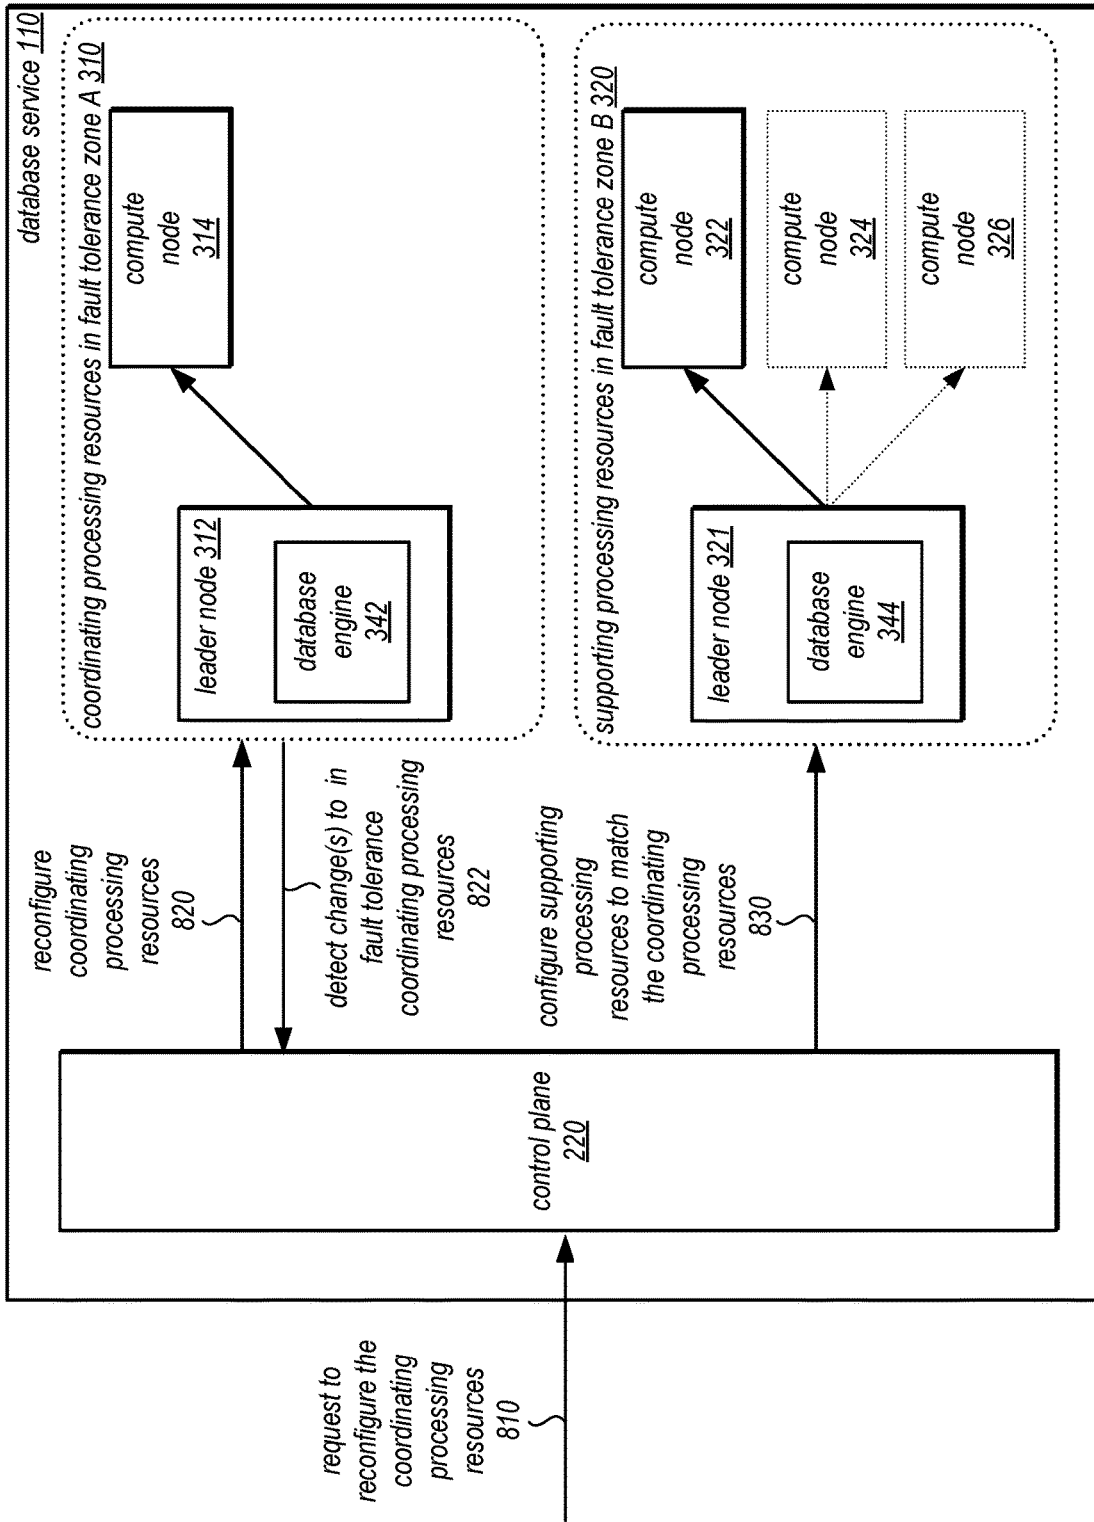 database service 110
coordinating processing resources in fault tolerance zone A 310
compute
node
314
leader node 312
database
engine
342
supporting processing resources in fault tolerance zone B 320
compute
node
322
compute
node
324
compute
node
326
leader node 321
database
engine
344
reconfigure
coordinating
processing
resources
820
detect change(s) to in
fault tolerance
coordinating processing
resources
822
configure supporting
processing
resources to match
the coordinating
processing
resources
830
control plane
220
request to
reconfigure the
coordinating
processing
resources
810